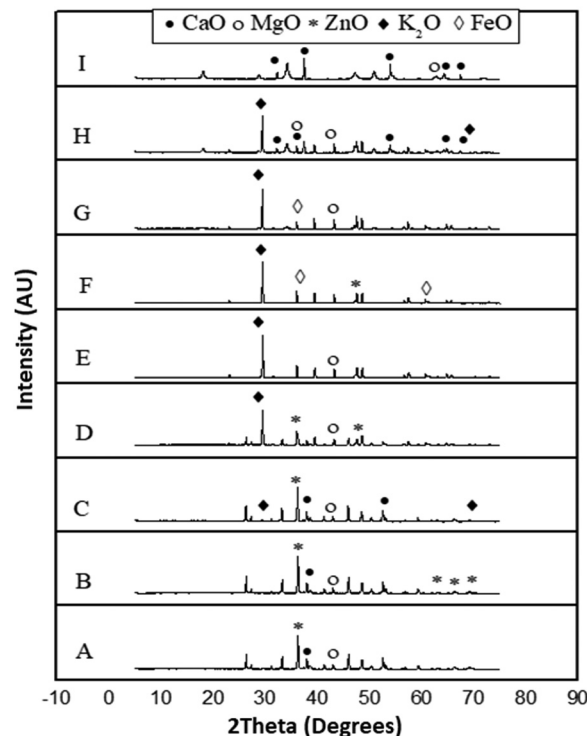 ● CaO ○ MgO * ZnO ◆ K₂O ◇ FeO
I
H
G
F
E
D
C
B
A
Intensity (AU)
-10 0 10 20 30 40 50 60 70 80 90
2Theta (Degrees)